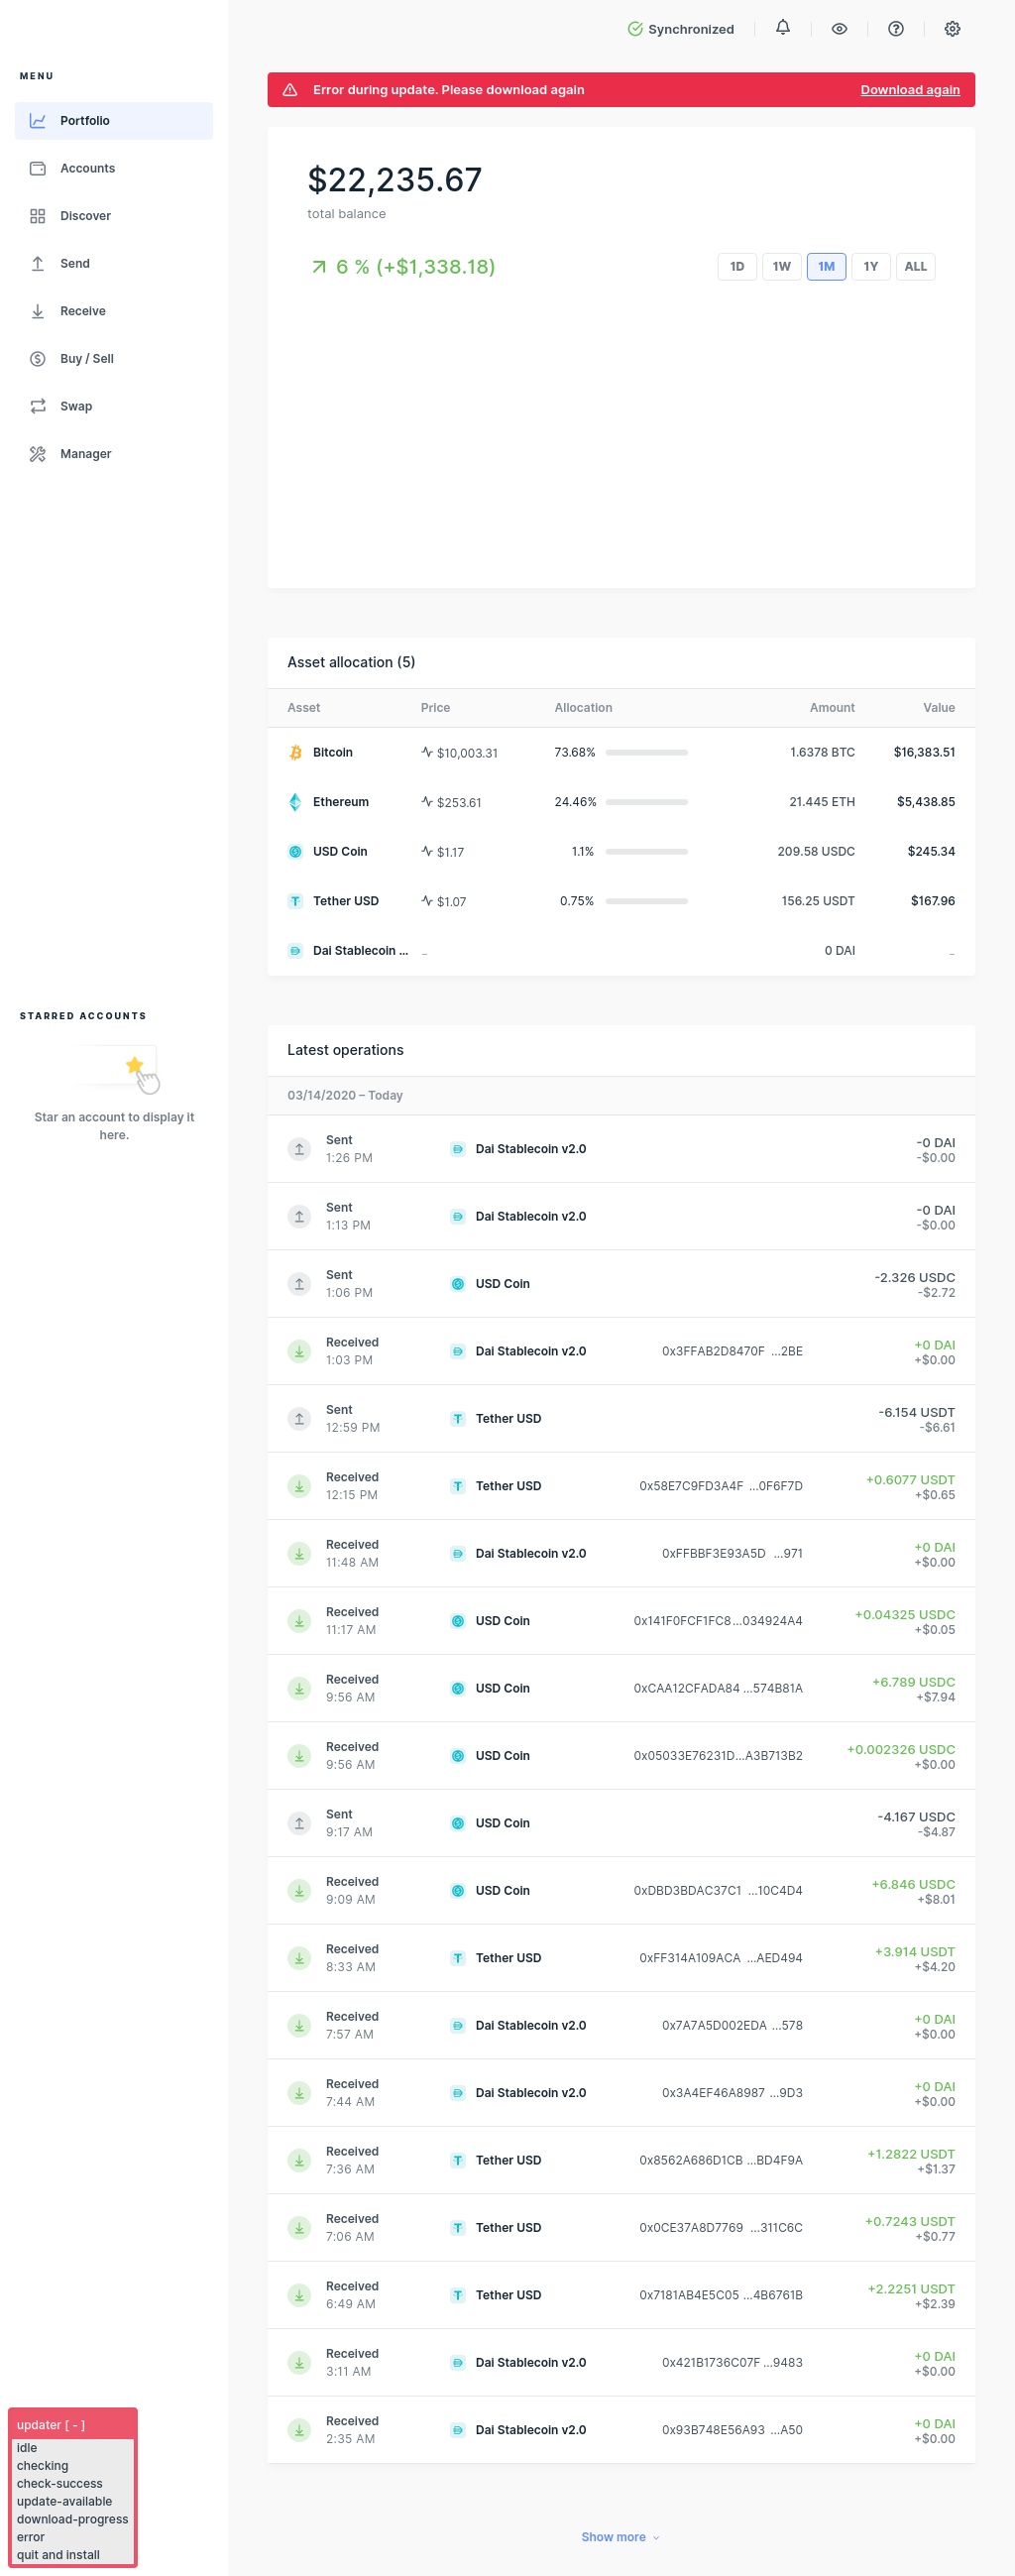 Synchronized
MENU
Portfolio
Accounts
Discover
Send
Receive
Buy / Sell
Swap
Manager
STARRED ACCOUNTS
Star an account to display it
here.
updater [ - ]
idle
checking
check-success
update-available
download-progress
error
quit and install
Error during update. Please download again Download again
$22,235.67
total balance
6 % (+$1,338.18) 1D 1W 1M 1Y ALL
Asset allocation (5)
Asset Price Allocation Amount Value
Bitcoin $10,003.31 73.68% 1.6378 BTC $16,383.51
Ethereum $253.61 24.46% 21.445 ETH $5,438.85
USD Coin $1.17 1.1% 209.58 USDC $245.34
Tether USD $1.07 0.75% 156.25 USDT $167.96
Dai Stablecoin ... – 0 DAI –
Latest operations
03/14/2020 – Today
Sent
1:26 PM
Dai Stablecoin v2.0
-0 DAI
-$0.00
Sent
1:13 PM
Dai Stablecoin v2.0
-0 DAI
-$0.00
Sent
1:06 PM
USD Coin
-2.326 USDC
-$2.72
Received
1:03 PM
Dai Stablecoin v2.0
0x3FFAB2D8470F ...2BE
+0 DAI
+$0.00
Sent
12:59 PM
Tether USD
-6.154 USDT
-$6.61
Received
12:15 PM
Tether USD
0x58E7C9FD3A4F ...0F6F7D
+0.6077 USDT
+$0.65
Received
11:48 AM
Dai Stablecoin v2.0
0xFFBBF3E93A5D ...971
+0 DAI
+$0.00
Received
11:17 AM
USD Coin
0x141F0FCF1FC8...034924A4
+0.04325 USDC
+$0.05
Received
9:56 AM
USD Coin
0xCAA12CFADA84 ...574B81A
+6.789 USDC
+$7.94
Received
9:56 AM
USD Coin
0x05033E76231D...A3B713B2
+0.002326 USDC
+$0.00
Sent
9:17 AM
USD Coin
-4.167 USDC
-$4.87
Received
9:09 AM
USD Coin
0xDBD3BDAC37C1 ...10C4D4
+6.846 USDC
+$8.01
Received
8:33 AM
Tether USD
0xFF314A109ACA ...AED494
+3.914 USDT
+$4.20
Received
7:57 AM
Dai Stablecoin v2.0
0x7A7A5D002EDA ...578
+0 DAI
+$0.00
Received
7:44 AM
Dai Stablecoin v2.0
0x3A4EF46A8987 ...9D3
+0 DAI
+$0.00
Received
7:36 AM
Tether USD
0x8562A686D1CB ...BD4F9A
+1.2822 USDT
+$1.37
Received
7:06 AM
Tether USD
0x0CE37A8D7769 ...311C6C
+0.7243 USDT
+$0.77
Received
6:49 AM
Tether USD
0x7181AB4E5C05 ...4B6761B
+2.2251 USDT
+$2.39
Received
3:11 AM
Dai Stablecoin v2.0
0x421B1736C07F ...9483
+0 DAI
+$0.00
Received
2:35 AM
Dai Stablecoin v2.0
0x93B748E56A93 ...A50
+0 DAI
+$0.00
Show more